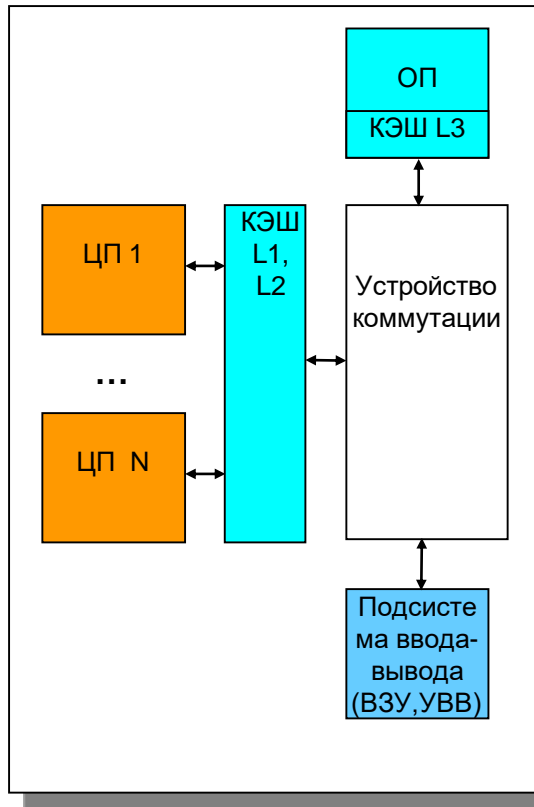 ОП
КЭШ L3
ЦП 1
КЭШ
L1,
L2
Устройство
коммутации
...
ЦП N
Подсисте
ма ввода-
вывода
(ВЗУ,УВВ)